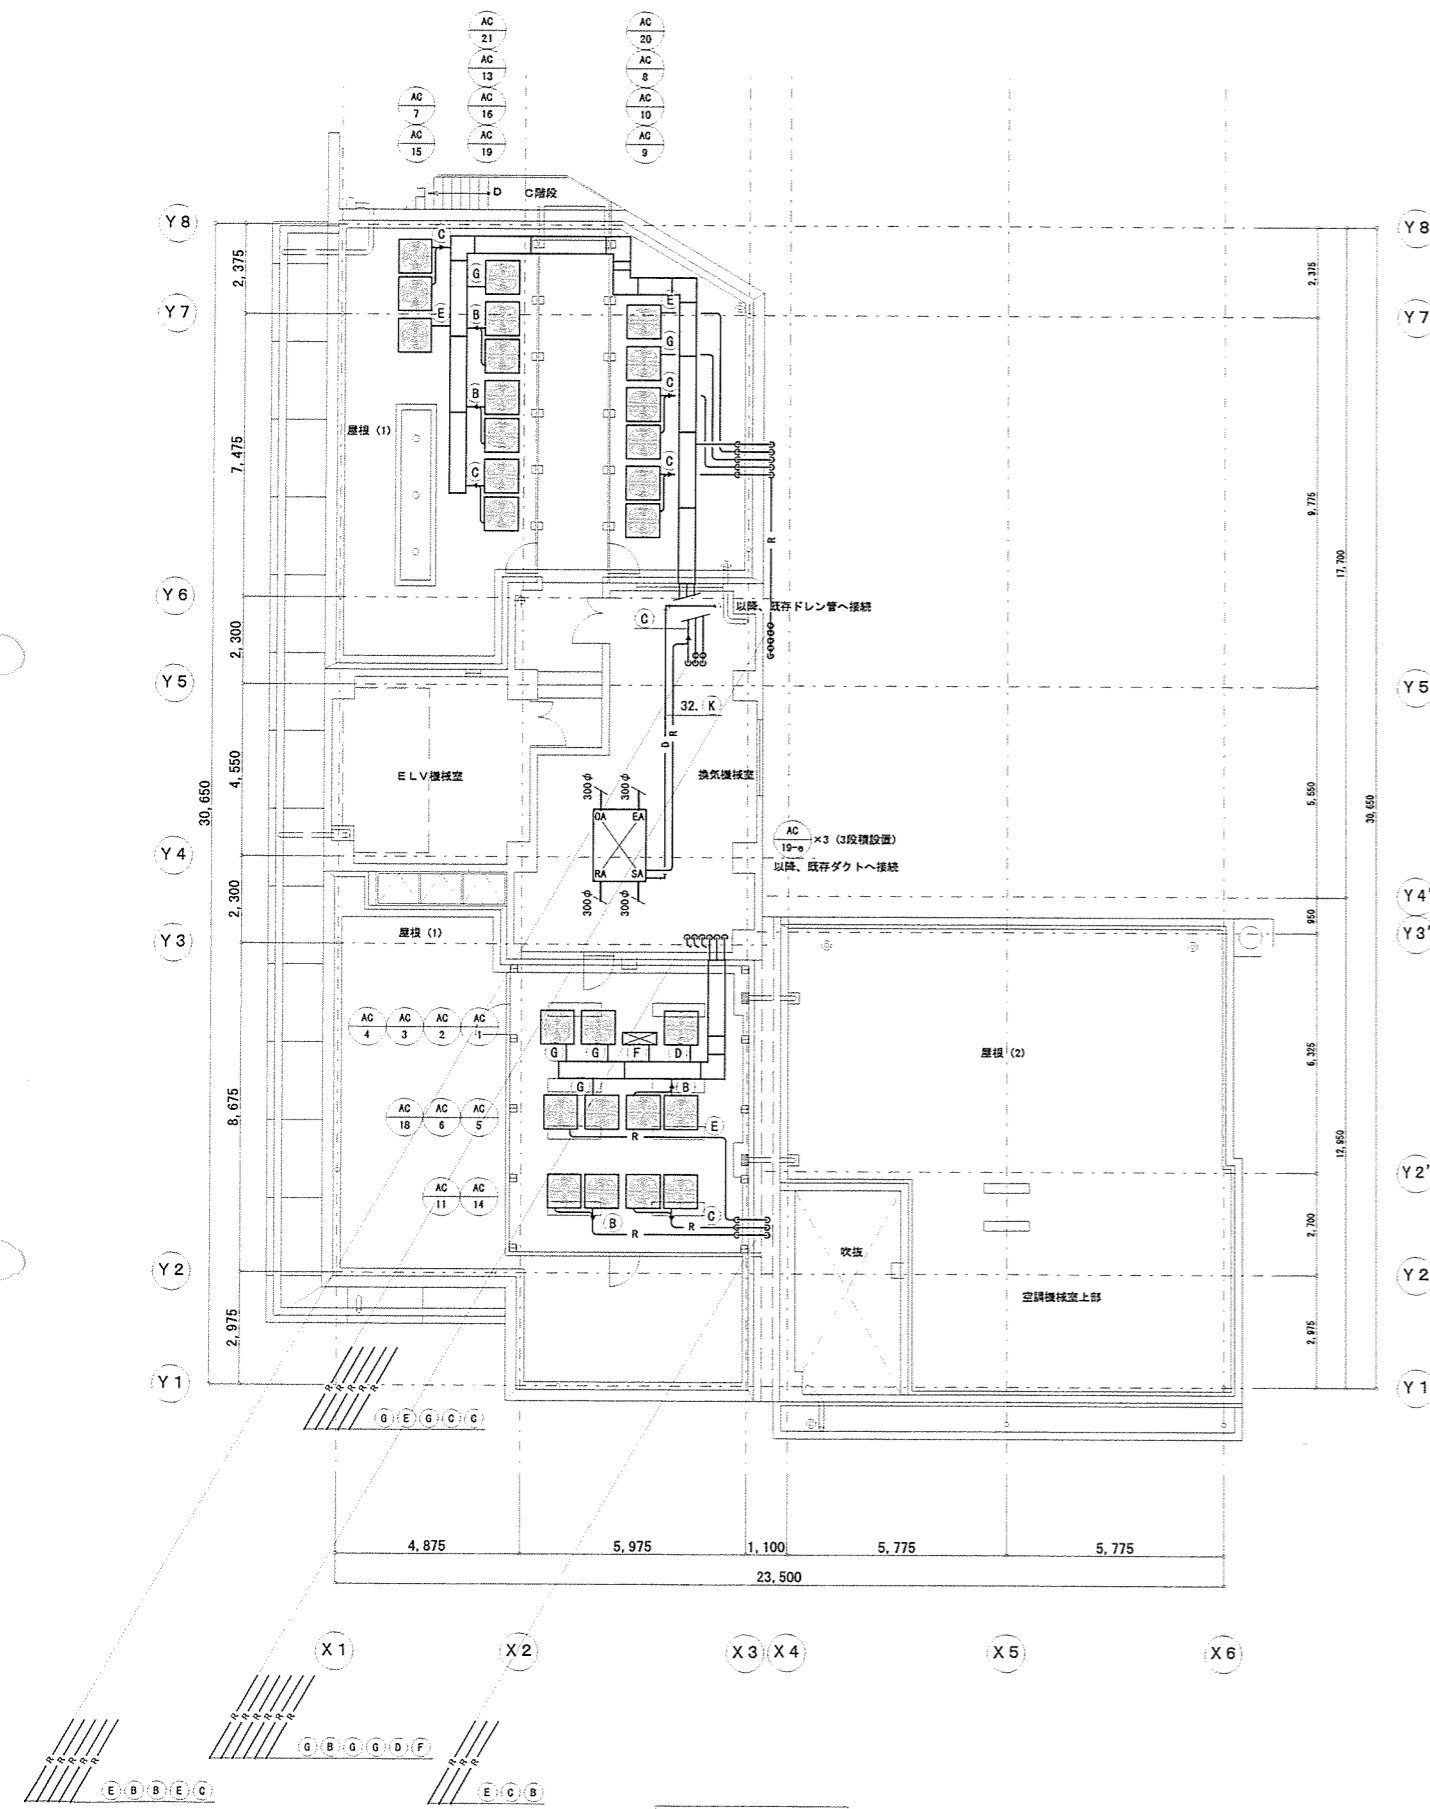 AC 21
AC 20
AC 13
AC 8
AC 7
AC 16
AC 10
AC 15
AC 19
AC 9
D C階段
Y8
Y8
C
2,375
2,375
G
E
Y7
E
B
Y7
G
C
B
屋根（1）
7,475
C
C
9,775
R
17,700
Y6
C
以降、既存ドレン管へ接続
2,300
Y5
Y5
32. K
D
R
ELV機械室
換気機械室
4,550
300φ
300φ
5,550
30,650
30,650
OA
EA
AC 19-e
×3（3段積設置）
Y4
RA
SA
以降、既存ダクトへ接続
2,300
300φ
300φ
Y4'
950
屋根（1）
Y3
Y3'
AC 4
AC 3
AC 2
AC 1
G
G
F
D
屋根（2）
6,325
G
B
8,675
AC 18
AC 6
AC 5
E
R
12,950
Y2'
AC 11
AC 14
B
C
R
R
2,700
吹抜
Y2
Y2
空調機械室上部
2,975
2,975
Y1
Y1
R R R R R
G E G C C
4,875
5,975
1,100
5,775
5,775
23,500
X1
X2
X3
X4
X5
X6
R R R R R R
G B G G D F
R R R R R
E B B E C
R R R
E C B